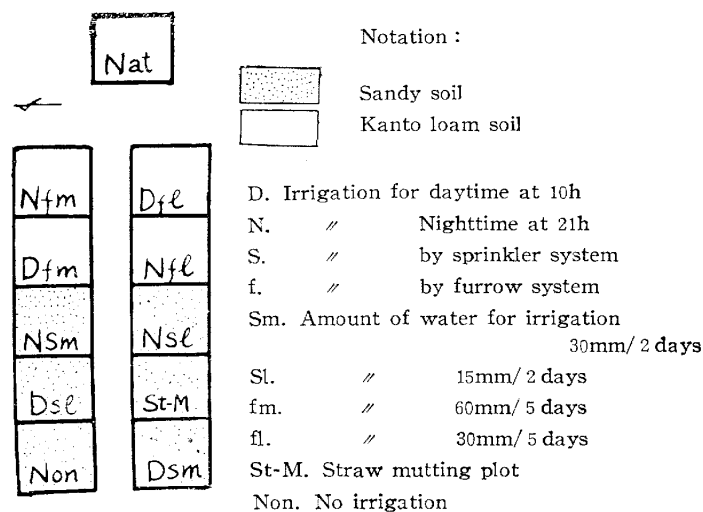 Nat
Notation :
Sandy soil
Kanto loam soil
Nfm
Dfl
Dfm
Nfl
NSm
Nsl
Dsl
St-M
Non
Dsm
D. Irrigation for daytime at 10h
N. 〃 Nighttime at 21h
S. 〃 by sprinkler system
f. 〃 by furrow system
Sm. Amount of water for irrigation
30mm/ 2 days
Sl. 〃 15mm/ 2 days
fm. 〃 60mm/ 5 days
fl. 〃 30mm/ 5 days
St-M. Straw mutting plot
Non. No irrigation